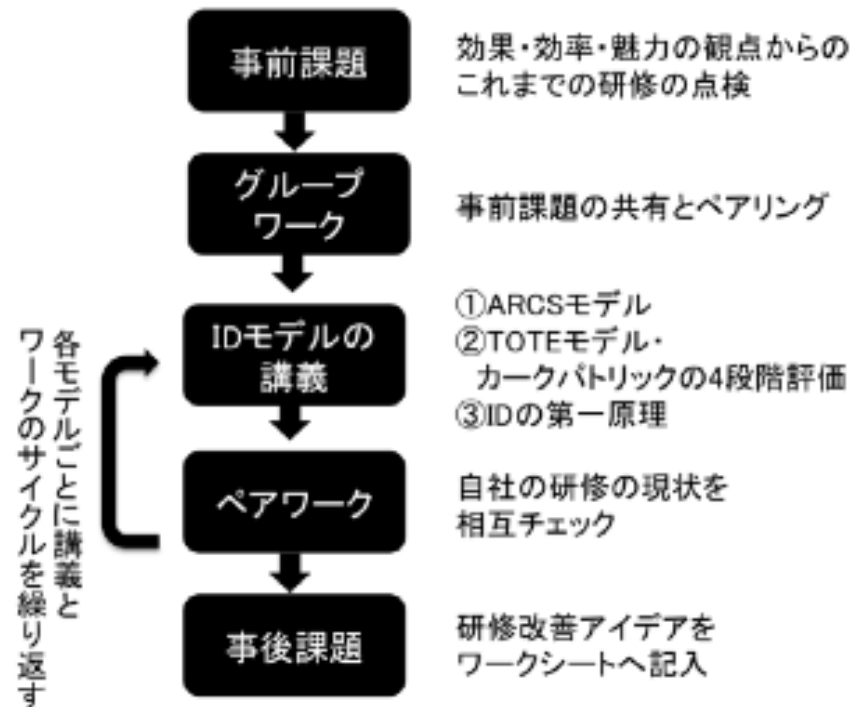 事前課題
効果・効率・魅力の観点からの
これまでの研修の点検
グループ
ワーク
事前課題の共有とペアリング
IDモデルの
講義
①ARCSモデル
②TOTEモデル・
カークパトリックの4段階評価
③IDの第一原理
各モデルごとに講義と
ワークのサイクルを繰り返す
ペアワーク
自社の研修の現状を
相互チェック
事後課題
研修改善アイデアを
ワークシートへ記入